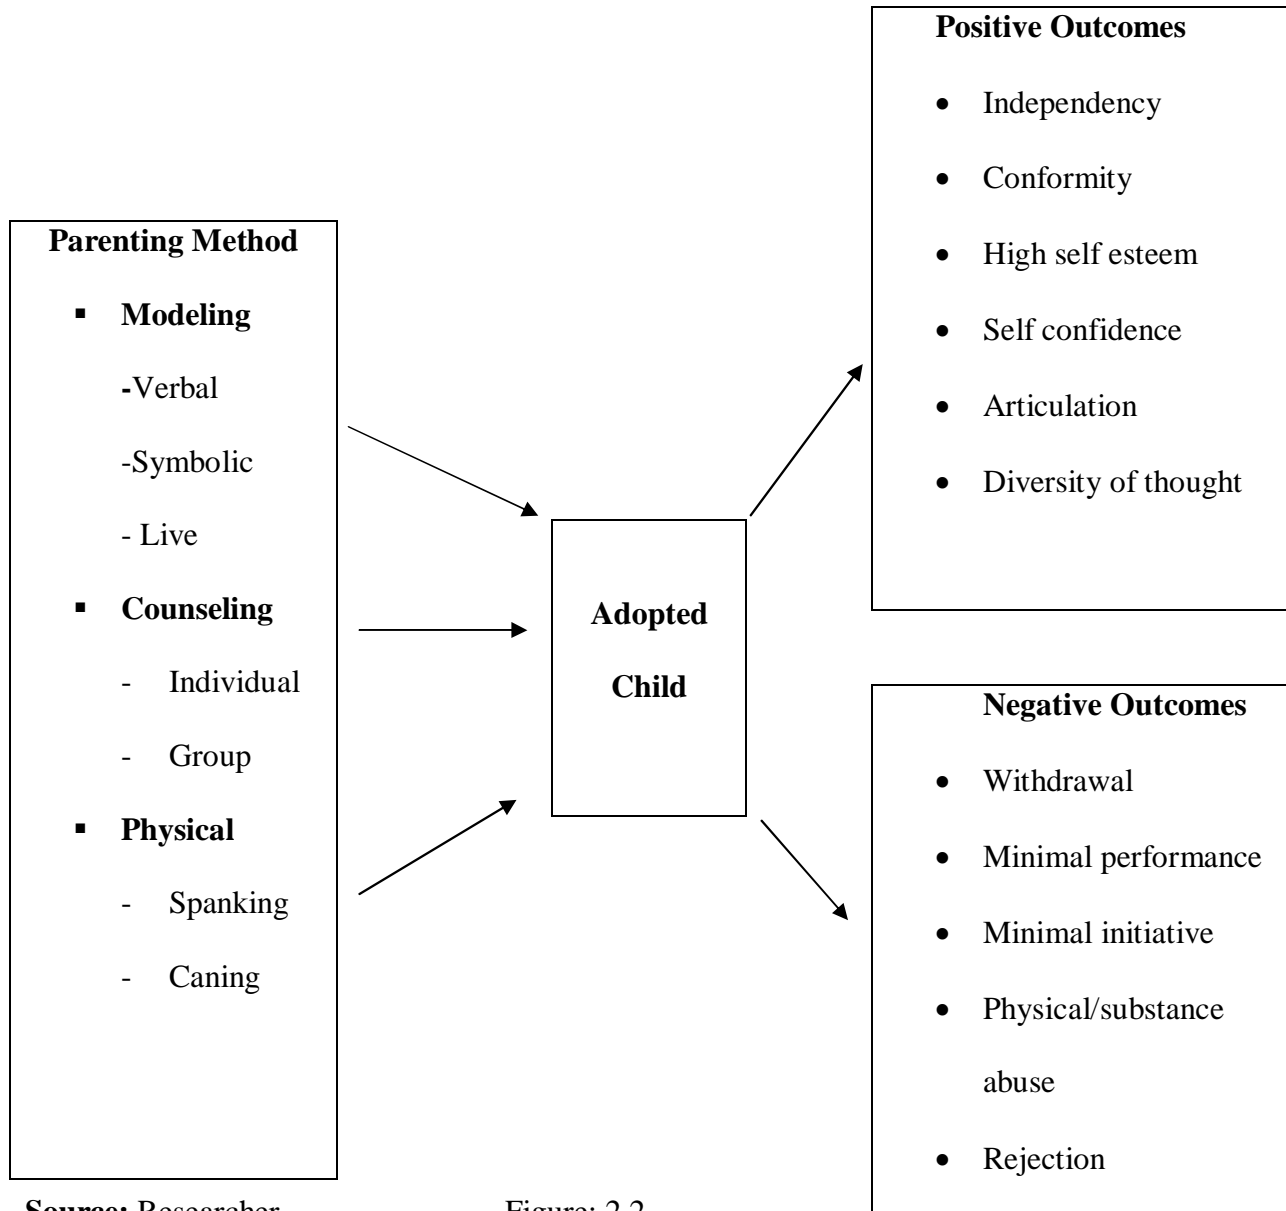 Parenting Method
▪ Modeling
-Verbal
-Symbolic
- Live
▪ Counseling
- Individual
- Group
▪ Physical
- Spanking
- Caning
Adopted
Child
Positive Outcomes
• Independency
• Conformity
• High self esteem
• Self confidence
• Articulation
• Diversity of thought
Negative Outcomes
• Withdrawal
• Minimal performance
• Minimal initiative
• Physical/substance
abuse
• Rejection
Source: Researcher
Figure: 2.2